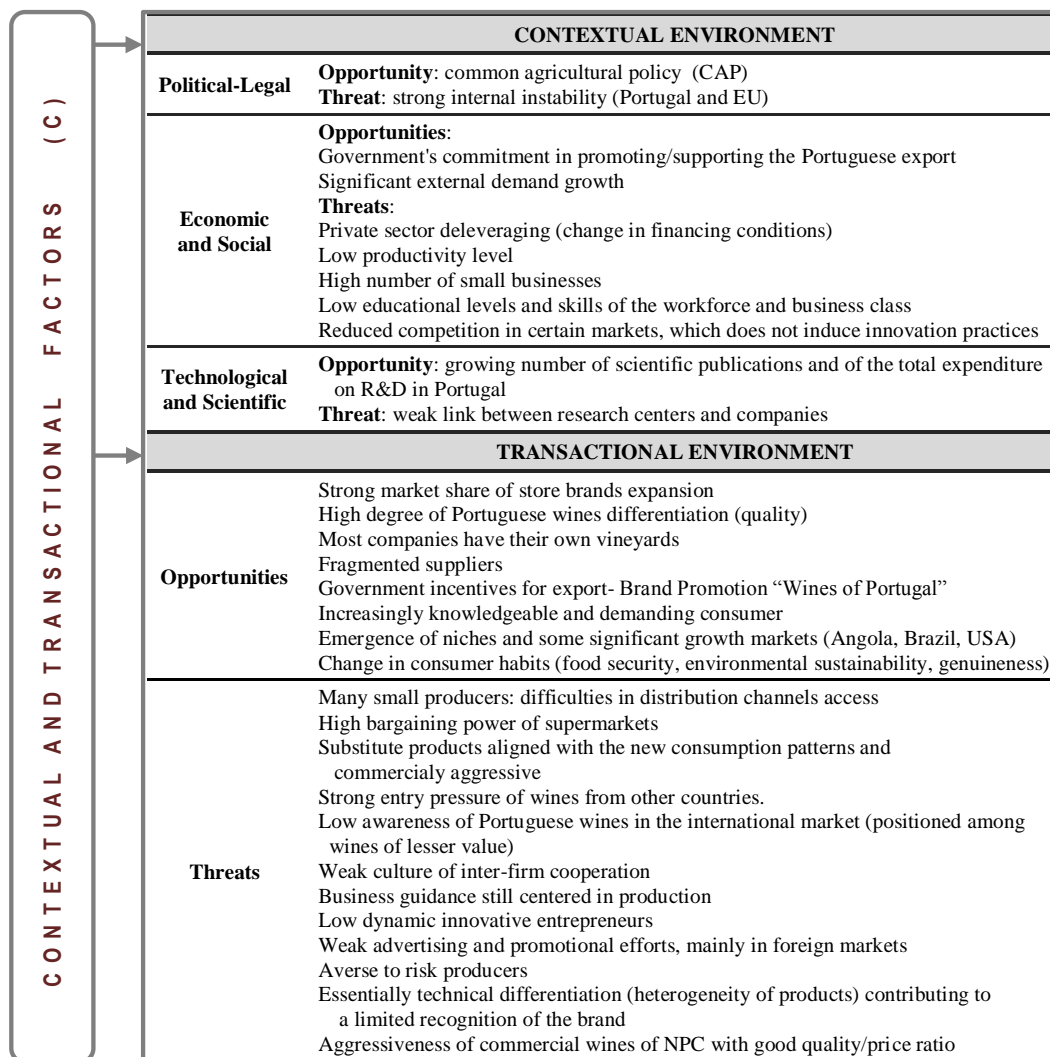 CONTEXTUAL AND TRANSACTIONAL FACTORS (C)
CONTEXTUAL ENVIRONMENT
Political-Legal
Opportunity: common agricultural policy (CAP)
Threat: strong internal instability (Portugal and EU)
Economic
and Social
Opportunities:
Government's commitment in promoting/supporting the Portuguese export
Significant external demand growth
Threats:
Private sector deleveraging (change in financing conditions)
Low productivity level
High number of small businesses
Low educational levels and skills of the workforce and business class
Reduced competition in certain markets, which does not induce innovation practices
Technological
and Scientific
Opportunity: growing number of scientific publications and of the total expenditure
on R&D in Portugal
Threat: weak link between research centers and companies
TRANSACTIONAL ENVIRONMENT
Opportunities
Strong market share of store brands expansion
High degree of Portuguese wines differentiation (quality)
Most companies have their own vineyards
Fragmented suppliers
Government incentives for export- Brand Promotion “Wines of Portugal”
Increasingly knowledgeable and demanding consumer
Emergence of niches and some significant growth markets (Angola, Brazil, USA)
Change in consumer habits (food security, environmental sustainability, genuineness)
Threats
Many small producers: difficulties in distribution channels access
High bargaining power of supermarkets
Substitute products aligned with the new consumption patterns and
commercialy aggressive
Strong entry pressure of wines from other countries.
Low awareness of Portuguese wines in the international market (positioned among
wines of lesser value)
Weak culture of inter-firm cooperation
Business guidance still centered in production
Low dynamic innovative entrepreneurs
Weak advertising and promotional efforts, mainly in foreign markets
Averse to risk producers
Essentially technical differentiation (heterogeneity of products) contributing to
a limited recognition of the brand
Aggressiveness of commercial wines of NPC with good quality/price ratio